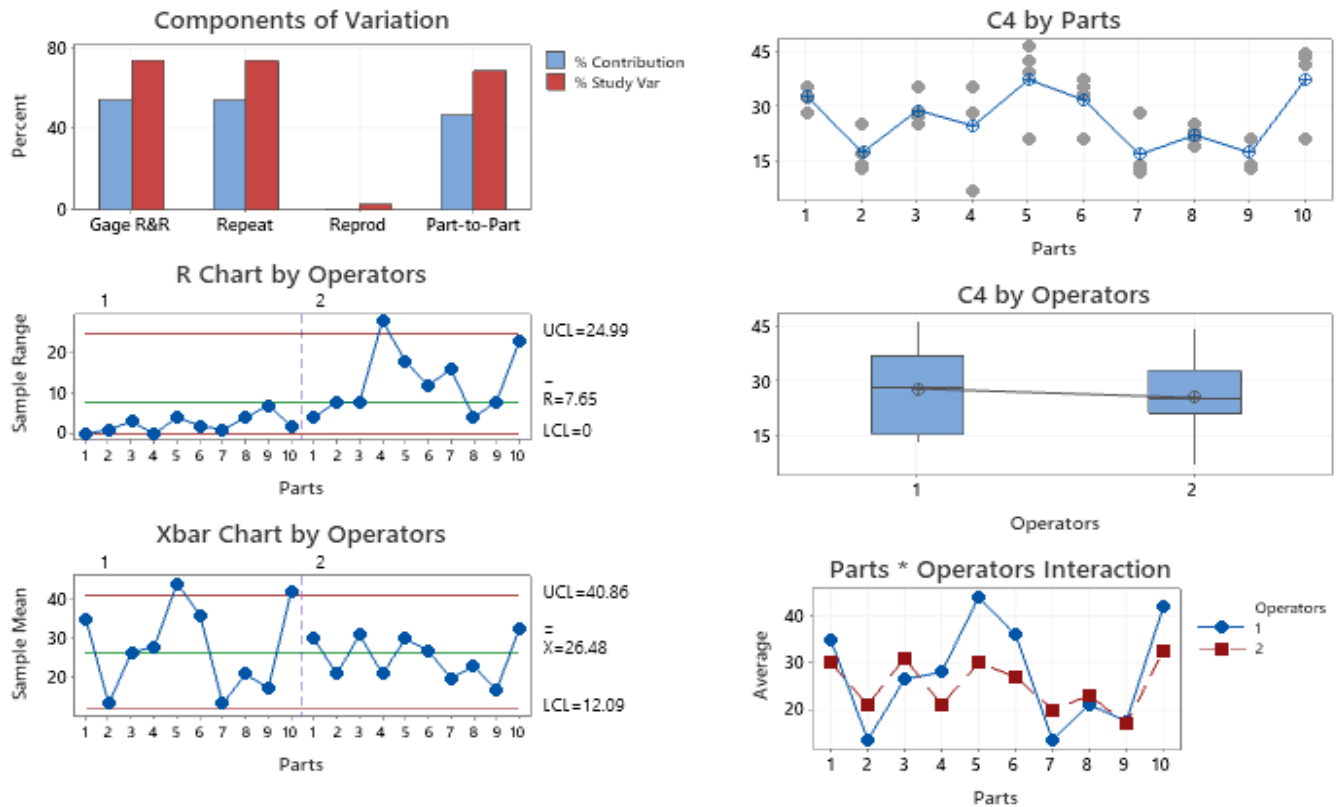 Components of Variation
80
40
0
Percent
Gage R&R Repeat Reprod Part-to-Part
% Contribution
% Study Var
C4 by Parts
45
30
15
1 2 3 4 5 6 7 8 9 10
Parts
R Chart by Operators
1 2
Sample Range
20
10
0
UCL=24.99
R=7.65
LCL=0
1 2 3 4 5 6 7 8 9 10 1 2 3 4 5 6 7 8 9 10
Parts
C4 by Operators
45
30
15
1 2
Operators
Xbar Chart by Operators
1 2
Sample Mean
40
30
20
UCL=40.86
X=26.48
LCL=12.09
1 2 3 4 5 6 7 8 9 10 1 2 3 4 5 6 7 8 9 10
Parts
Parts * Operators Interaction
Average
40
30
20
1 2 3 4 5 6 7 8 9 10
Parts
Operators
1
2